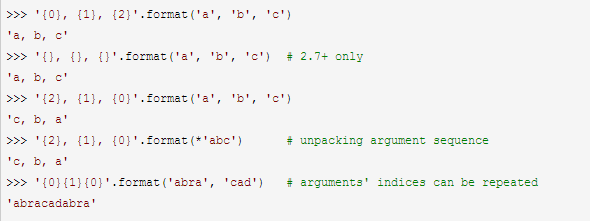 >>> '{0}, {1}, {2}'.format('a', 'b', 'c')
'a, b, c'
>>> '{}, {}, {}'.format('a', 'b', 'c')  # 2.7+ only
'a, b, c'
>>> '{2}, {1}, {0}'.format('a', 'b', 'c')
'c, b, a'
>>> '{2}, {1}, {0}'.format(*'abc')      # unpacking argument sequence
'c, b, a'
>>> '{0}{1}{0}'.format('abra', 'cad')   # arguments' indices can be repeated
'abracadabra'